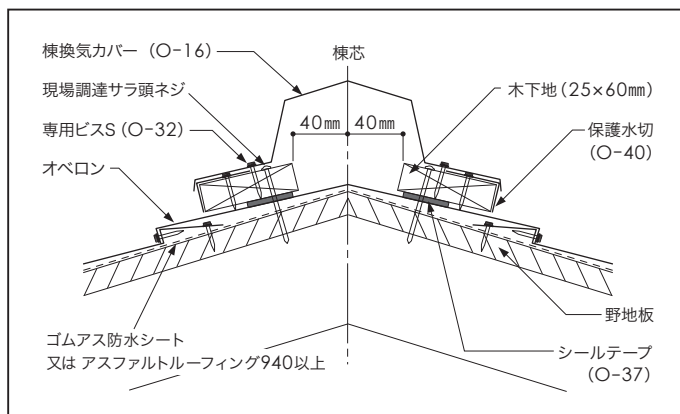 棟換気カバー（O-16）
棟芯
現場調達サラ頭ネジ
木下地（25×60㎜）
専用ビスS（O-32）
40㎜
40㎜
保護水切
（O-40）
オベロン
野地板
ゴムアス防水シート
又は アスファルトルーフィング940以上
シールテープ
（O-37）